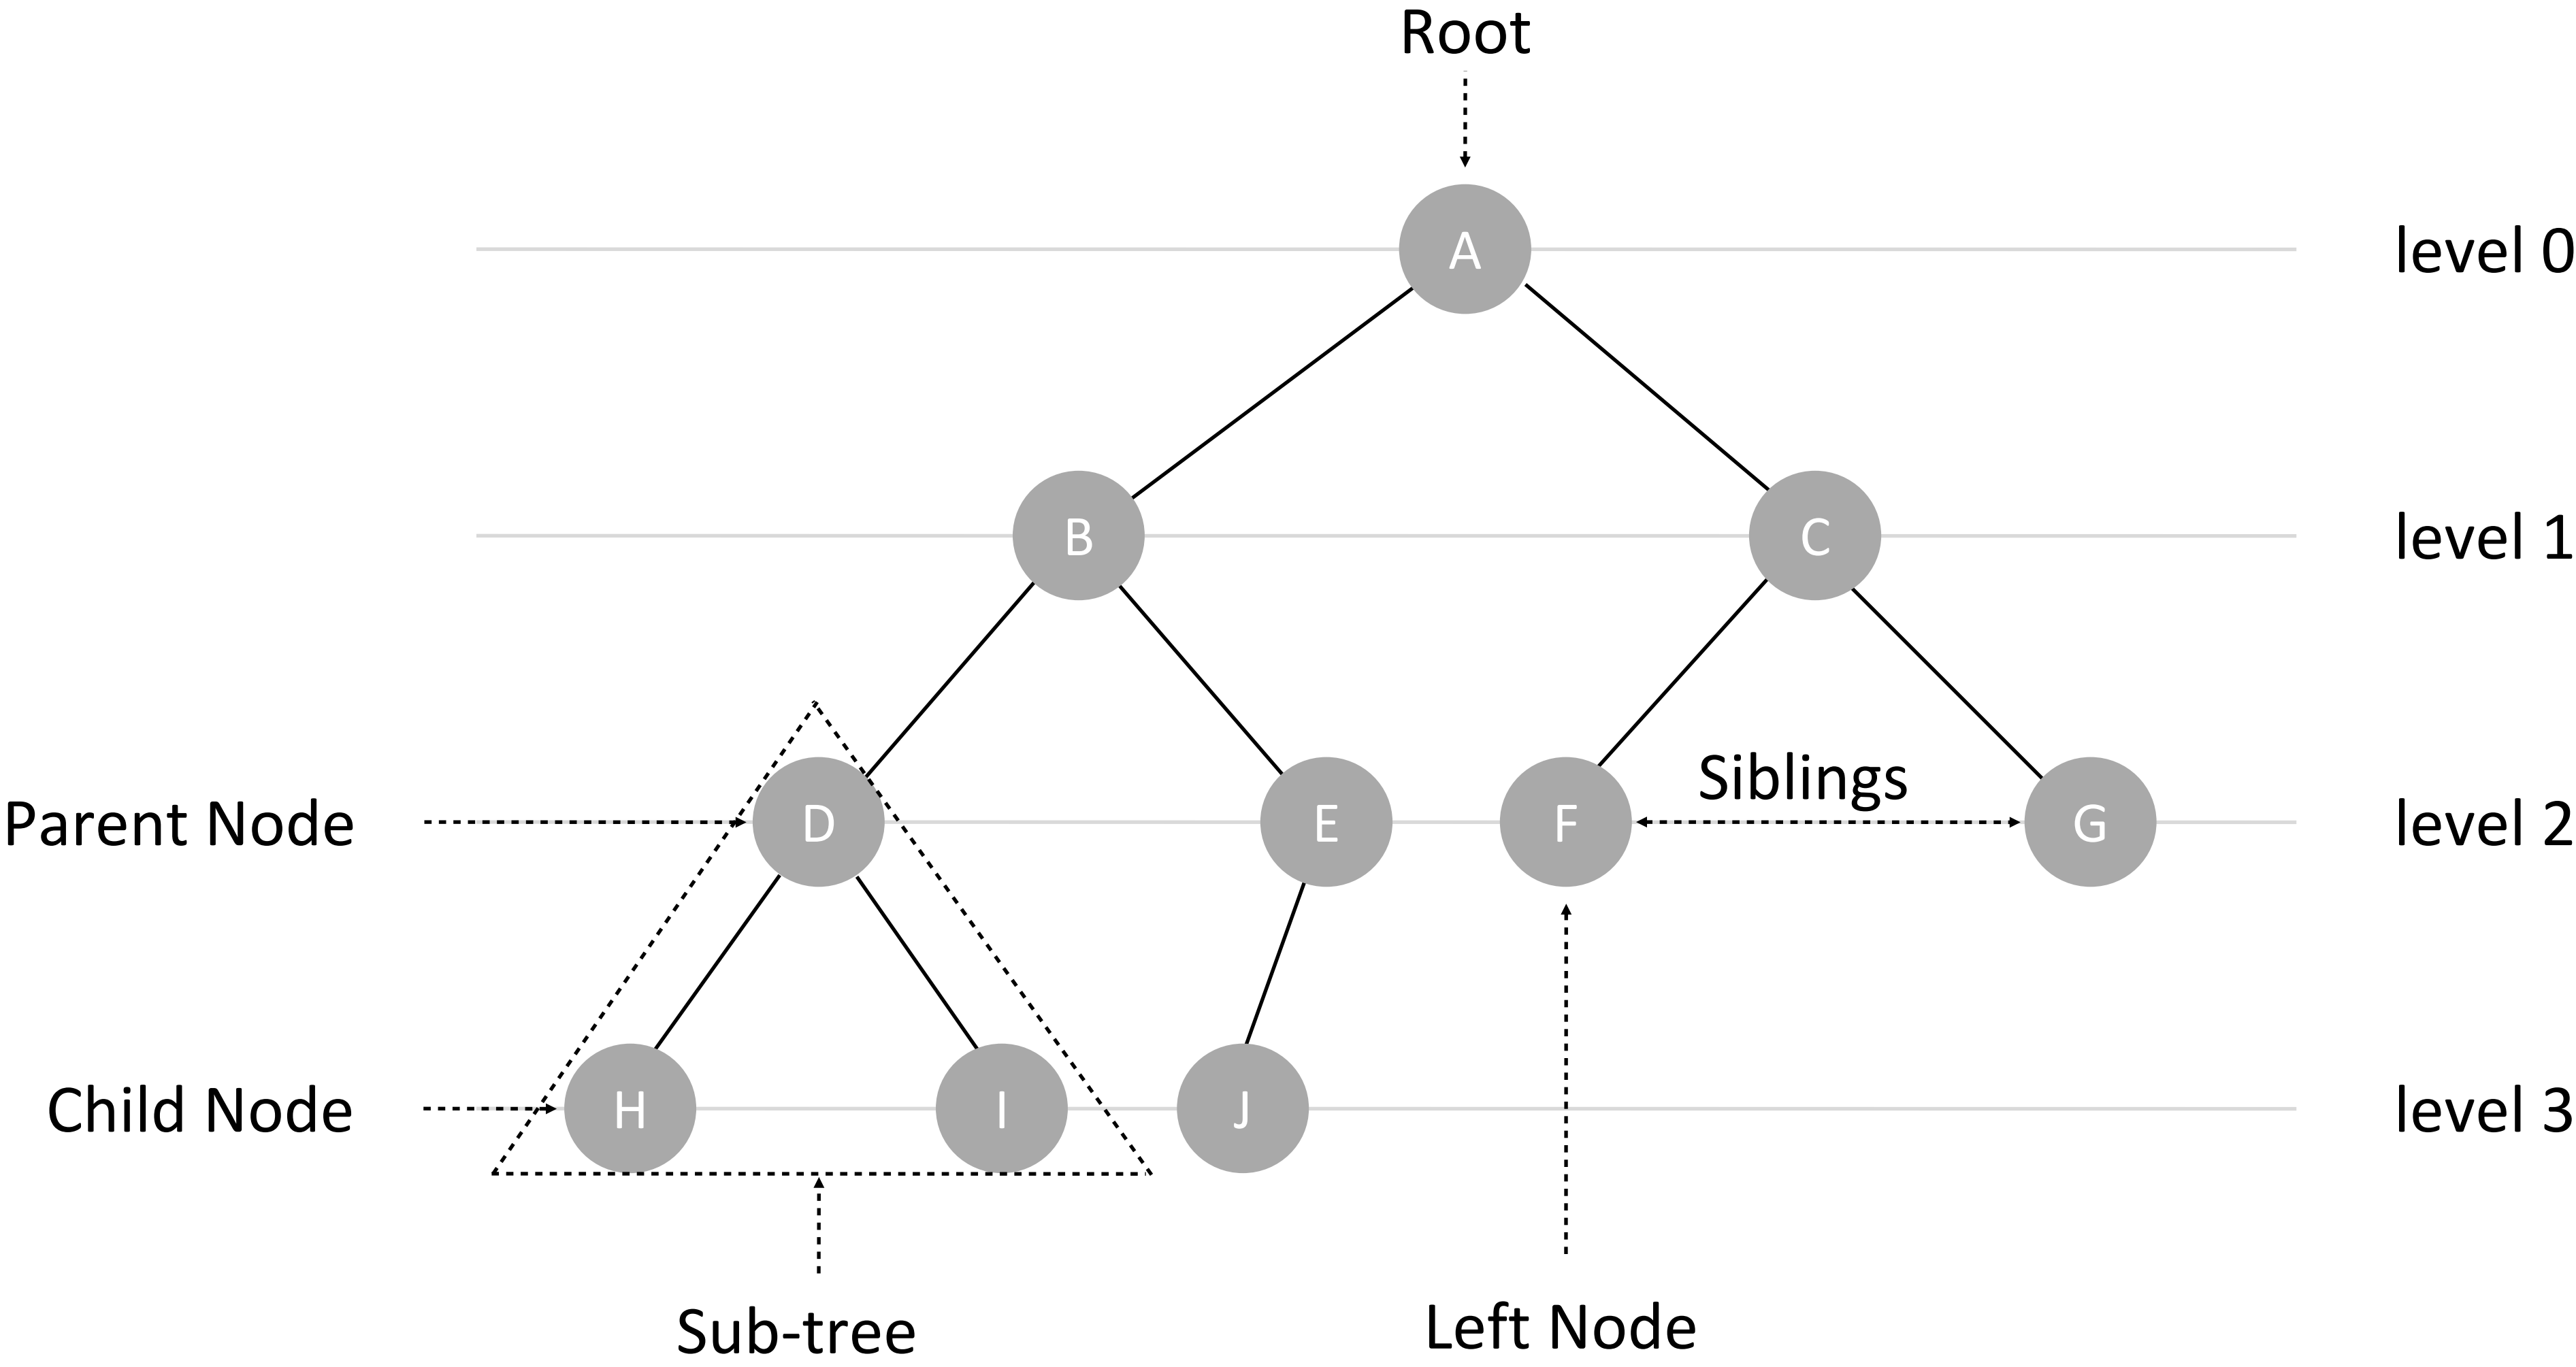 Root
A
level 0
B
C
level 1
Siblings
Parent Node
D
E
F
G
level 2
Child Node
H
I
J
level 3
Sub-tree
Left Node